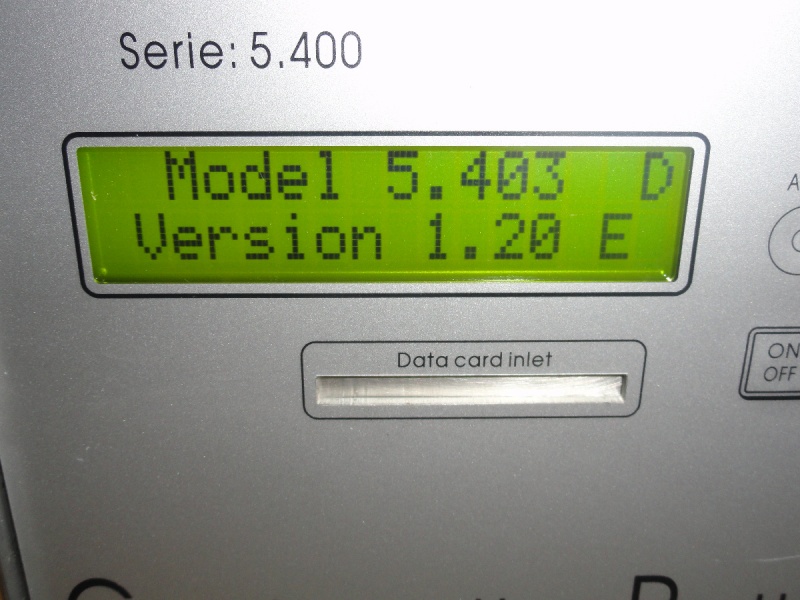 Serie: 5.400
Model 5.403 D
Version 1.20 E
Data card inlet
ON
OFF